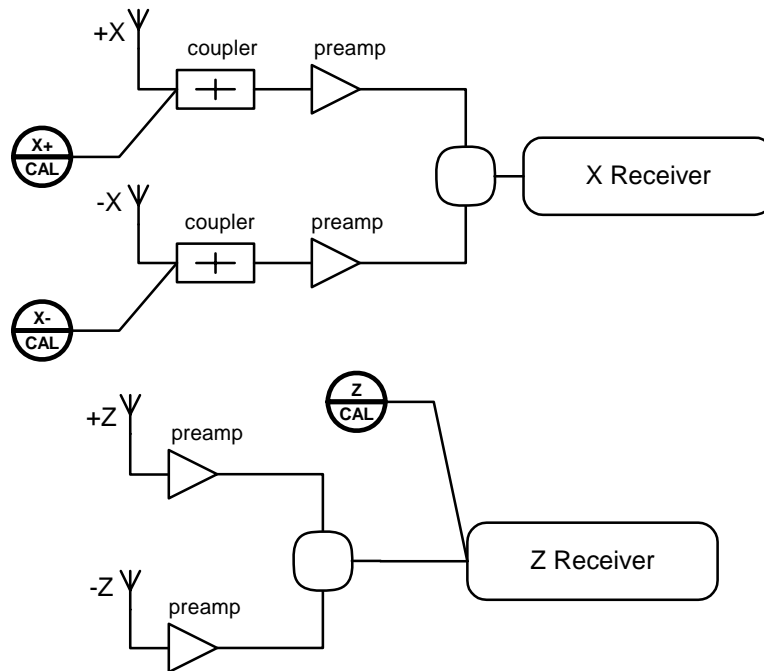 +X
coupler
preamp
X+
CAL
X Receiver
-X
coupler
preamp
X-
CAL
Z
CAL
+Z
preamp
Z Receiver
-Z
preamp